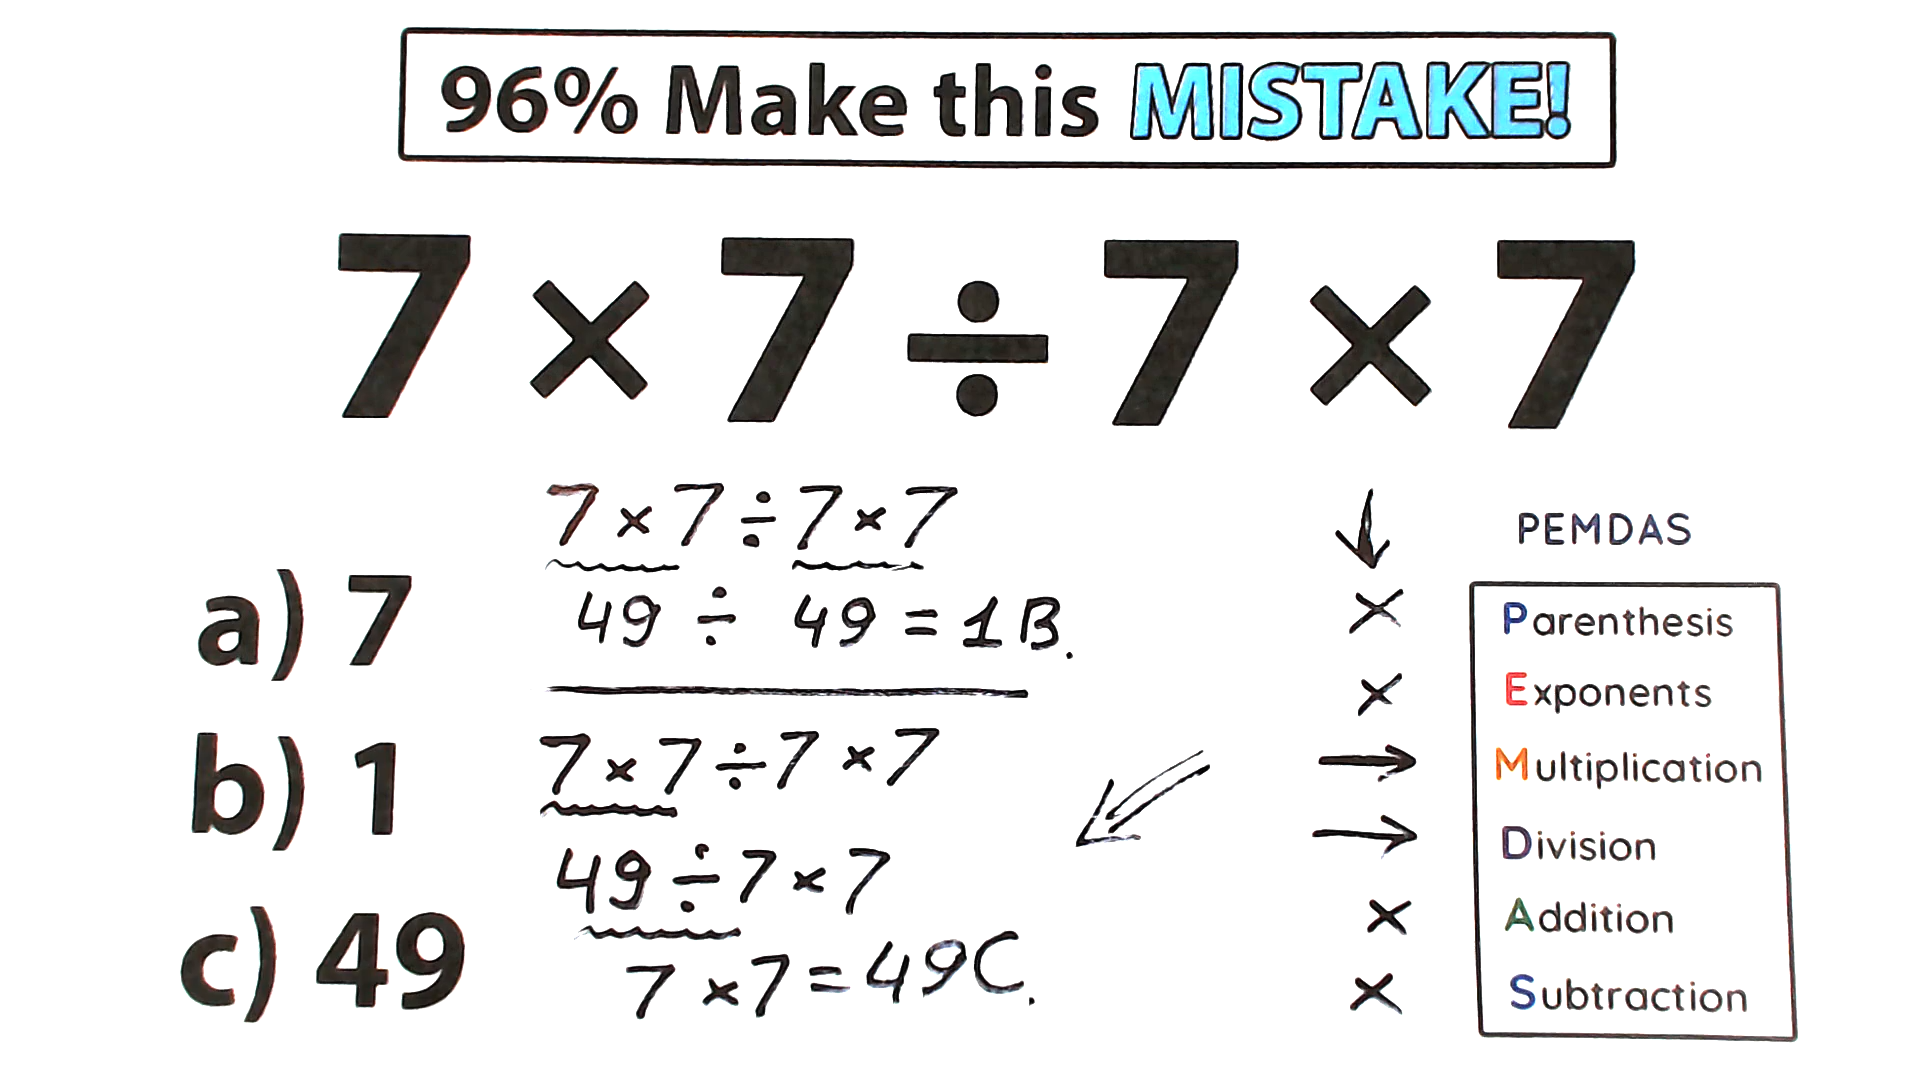 96% Make this MISTAKE!
7 × 7 ÷ 7 × 7
a) 7
b) 1
c) 49
7 × 7 ÷ 7 × 7
49 ÷ 49 = 1 B.
7 × 7 ÷ 7 × 7
49 ÷ 7 × 7
7 × 7 = 49 C.
PEMDAS
Parenthesis
Exponents
Multiplication
Division
Addition
Subtraction